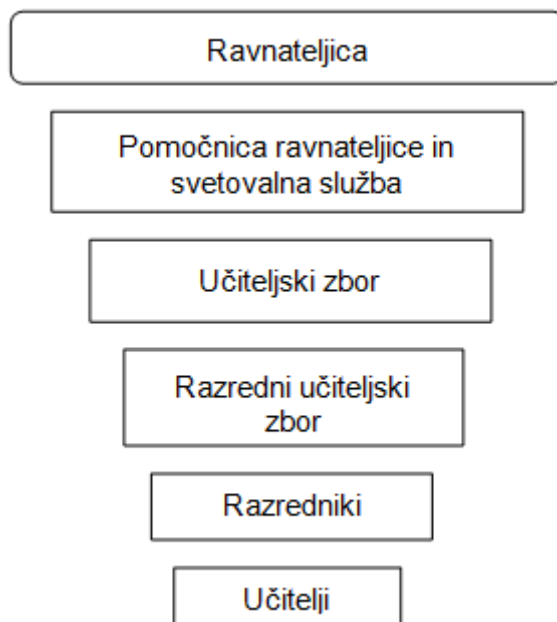 Ravnateljica
Pomočnica ravnateljice in
svetovalna služba
Učiteljski zbor
Razredni učiteljski
zbor
Razredniki
Učitelji